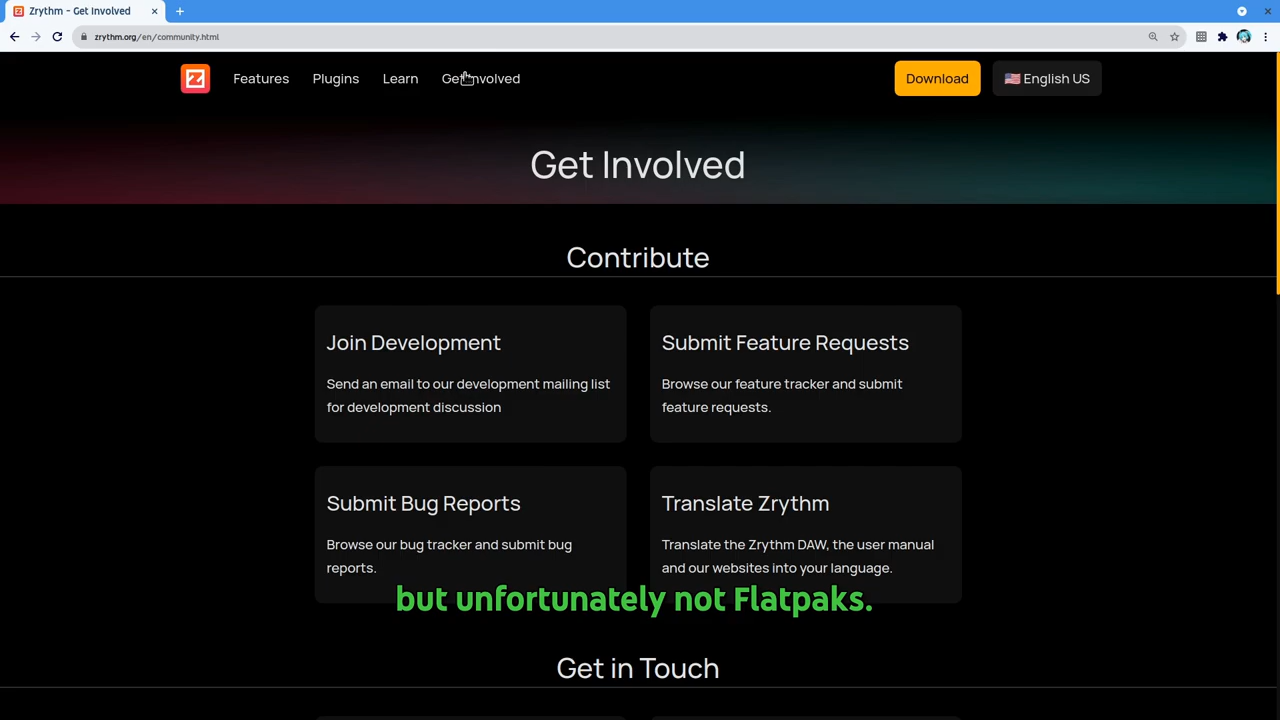 Zrythm - Get Involved
zrythm.org/en/community.html
Features Plugins Learn Get Involved Download English US
Get Involved
Contribute
Join Development
Send an email to our development mailing list
for development discussion
Submit Feature Requests
Browse our feature tracker and submit
feature requests.
Submit Bug Reports
Browse our bug tracker and submit bug
reports.
Translate Zrythm
Translate the Zrythm DAW, the user manual
and our websites into your language.
but unfortunately not Flatpaks.
Get in Touch